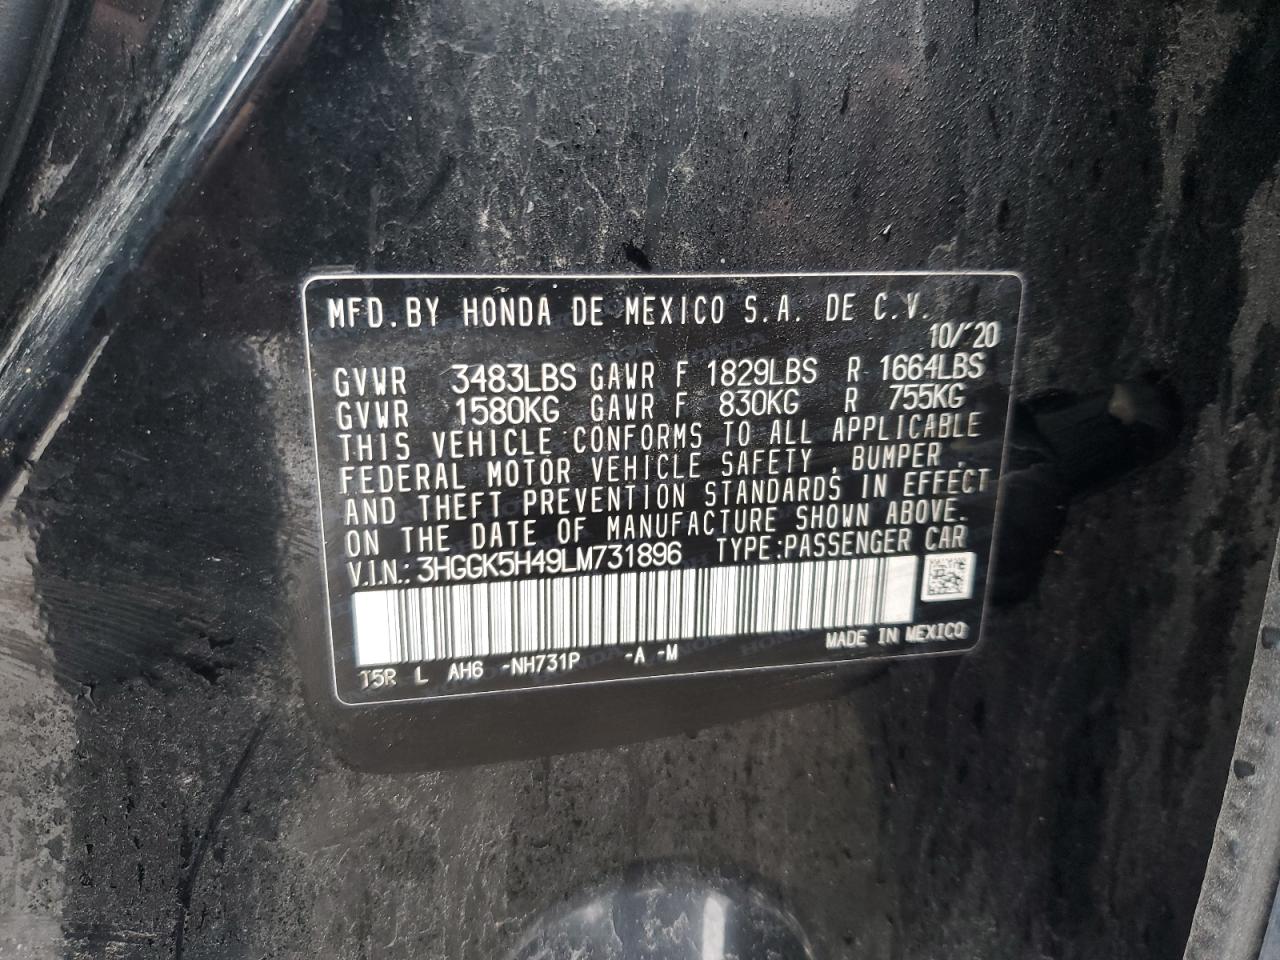 MFD. BY HONDA DE MEXICO S.A. DE C.V.
10/'20
GVWR 3483LBS GAWR F 1829LBS R 1664LBS
GVWR 1580KG GAWR F 830KG R 755KG
THIS VEHICLE CONFORMS TO ALL APPLICABLE
FEDERAL MOTOR VEHICLE SAFETY, BUMPER,
AND THEFT PREVENTION STANDARDS IN EFFECT
ON THE DATE OF MANUFACTURE SHOWN ABOVE.
V.I.N.: 3HGGK5H49LM731896 TYPE:PASSENGER CAR
MADE IN MEXICO
T5R L AH6 -NH731P -A -M